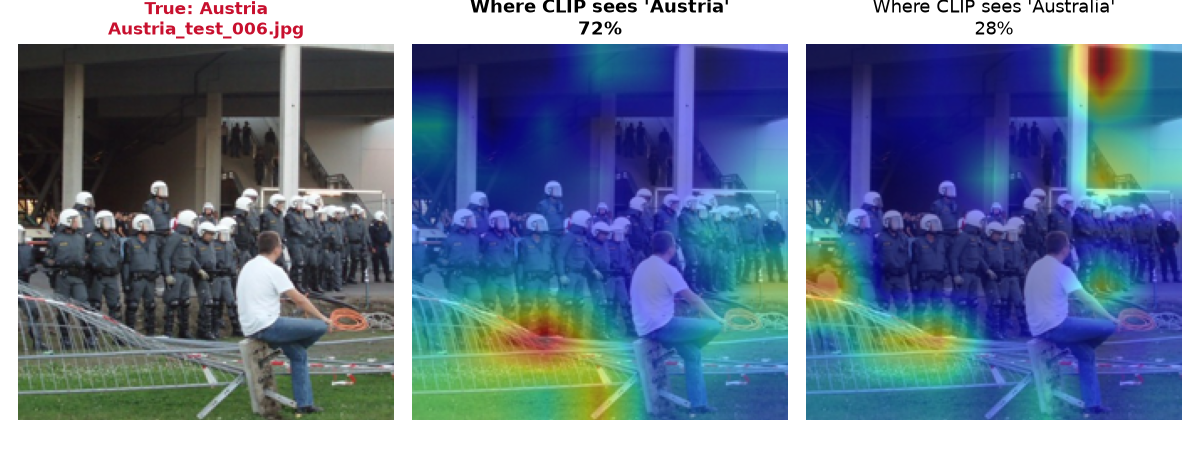 True: Austria
Austria_test_006.jpg
Where CLIP sees 'Austria'
72%
Where CLIP sees 'Australia'
28%